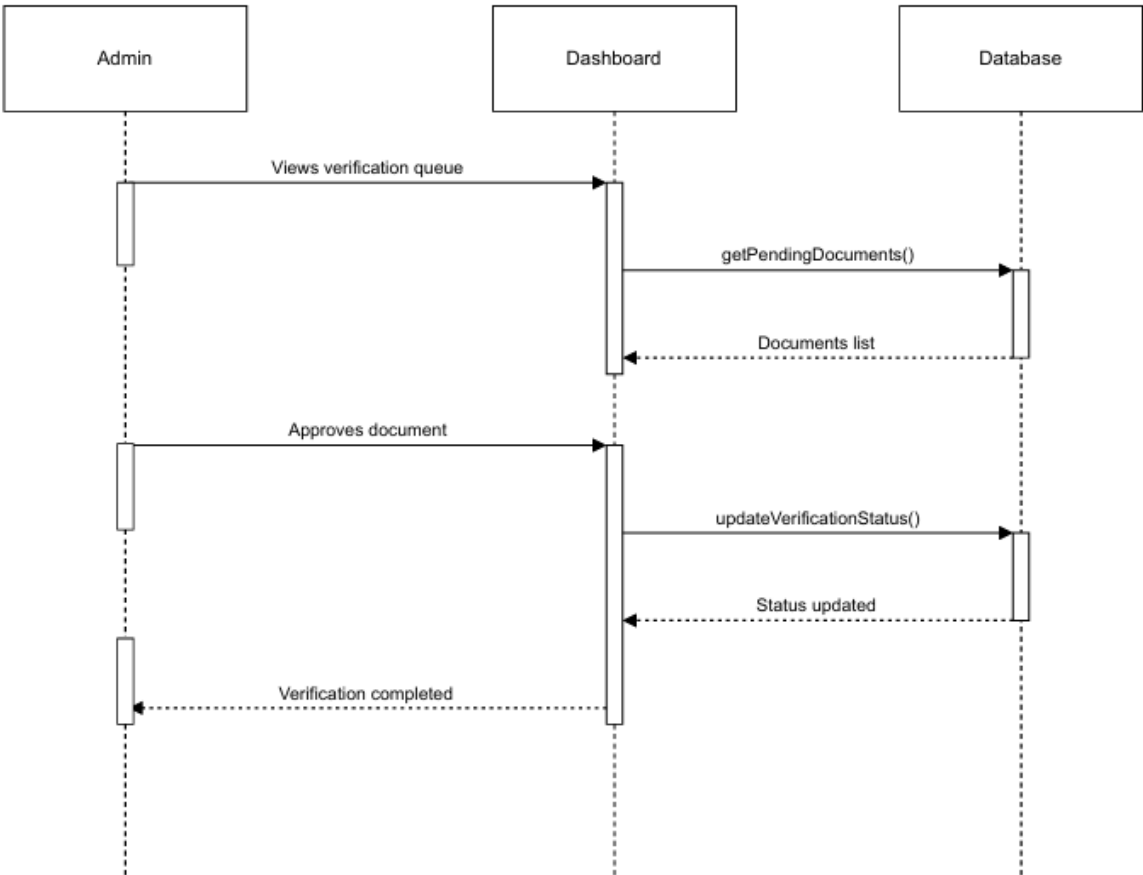 Admin
Dashboard
Database
Views verification queue
getPendingDocuments()
Documents list
Approves document
updateVerificationStatus()
Status updated
Verification completed